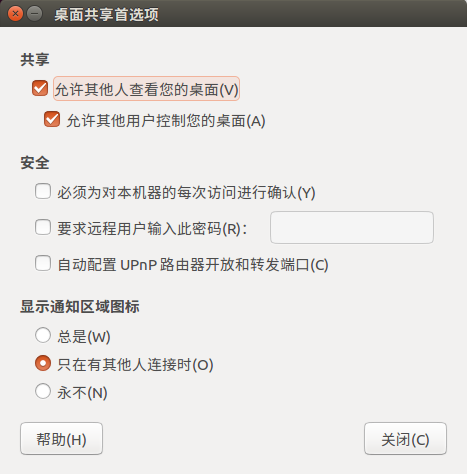 桌面共享首选项
共享
允许其他人查看您的桌面(V)
允许其他用户控制您的桌面(A)
安全
必须为对本机器的每次访问进行确认(Y)
要求远程用户输入此密码(R)：
自动配置 UPnP 路由器开放和转发端口(C)
显示通知区域图标
总是(W)
只在有其他人连接时(O)
永不(N)
帮助(H)
关闭(C)